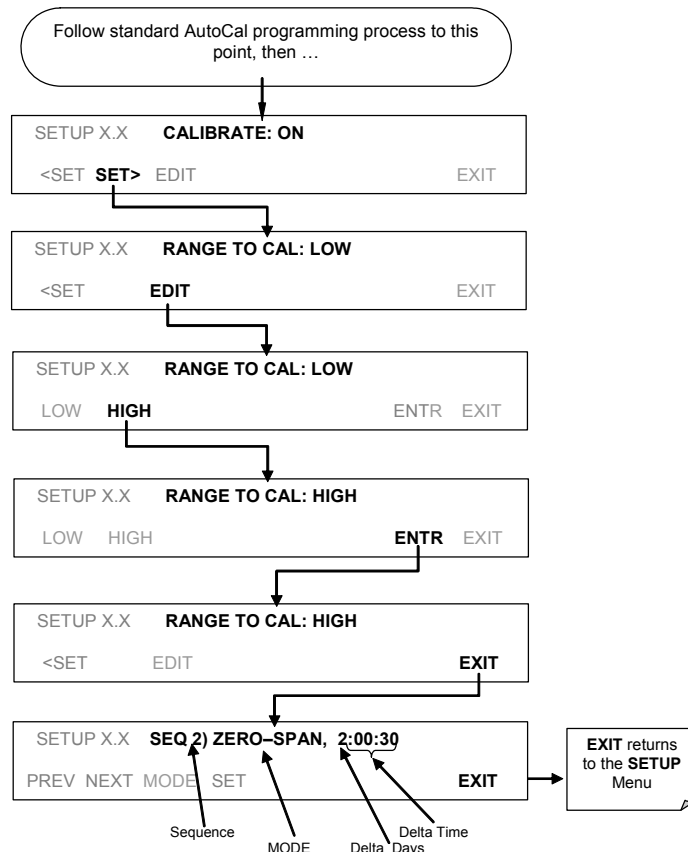 Follow standard AutoCal programming process to this
point, then …
SETUP X.X CALIBRATE: ON
<SET SET> EDIT EXIT
SETUP X.X RANGE TO CAL: LOW
<SET EDIT EXIT
SETUP X.X RANGE TO CAL: LOW
LOW HIGH ENTR EXIT
SETUP X.X RANGE TO CAL: HIGH
LOW HIGH ENTR EXIT
SETUP X.X RANGE TO CAL: HIGH
<SET EDIT EXIT
SETUP X.X SEQ 2) ZERO–SPAN, 2:00:30
PREV NEXT MODE SET EXIT
EXIT returns
to the SETUP
Menu
Sequence
MODE
Delta Days
Delta Time